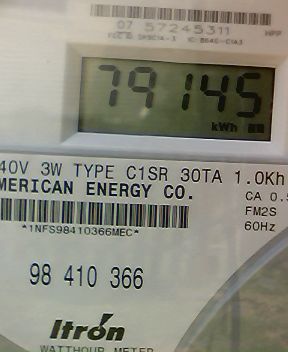 07 57245311
79145
kWh
40V 3W TYPE C1SR 30TA 1.0Kh
MERICAN ENERGY CO.
CA 0.5
FM2S
60Hz
*1NFS98410366MEC*
98 410 366
Itrón
WATTHOUR METER